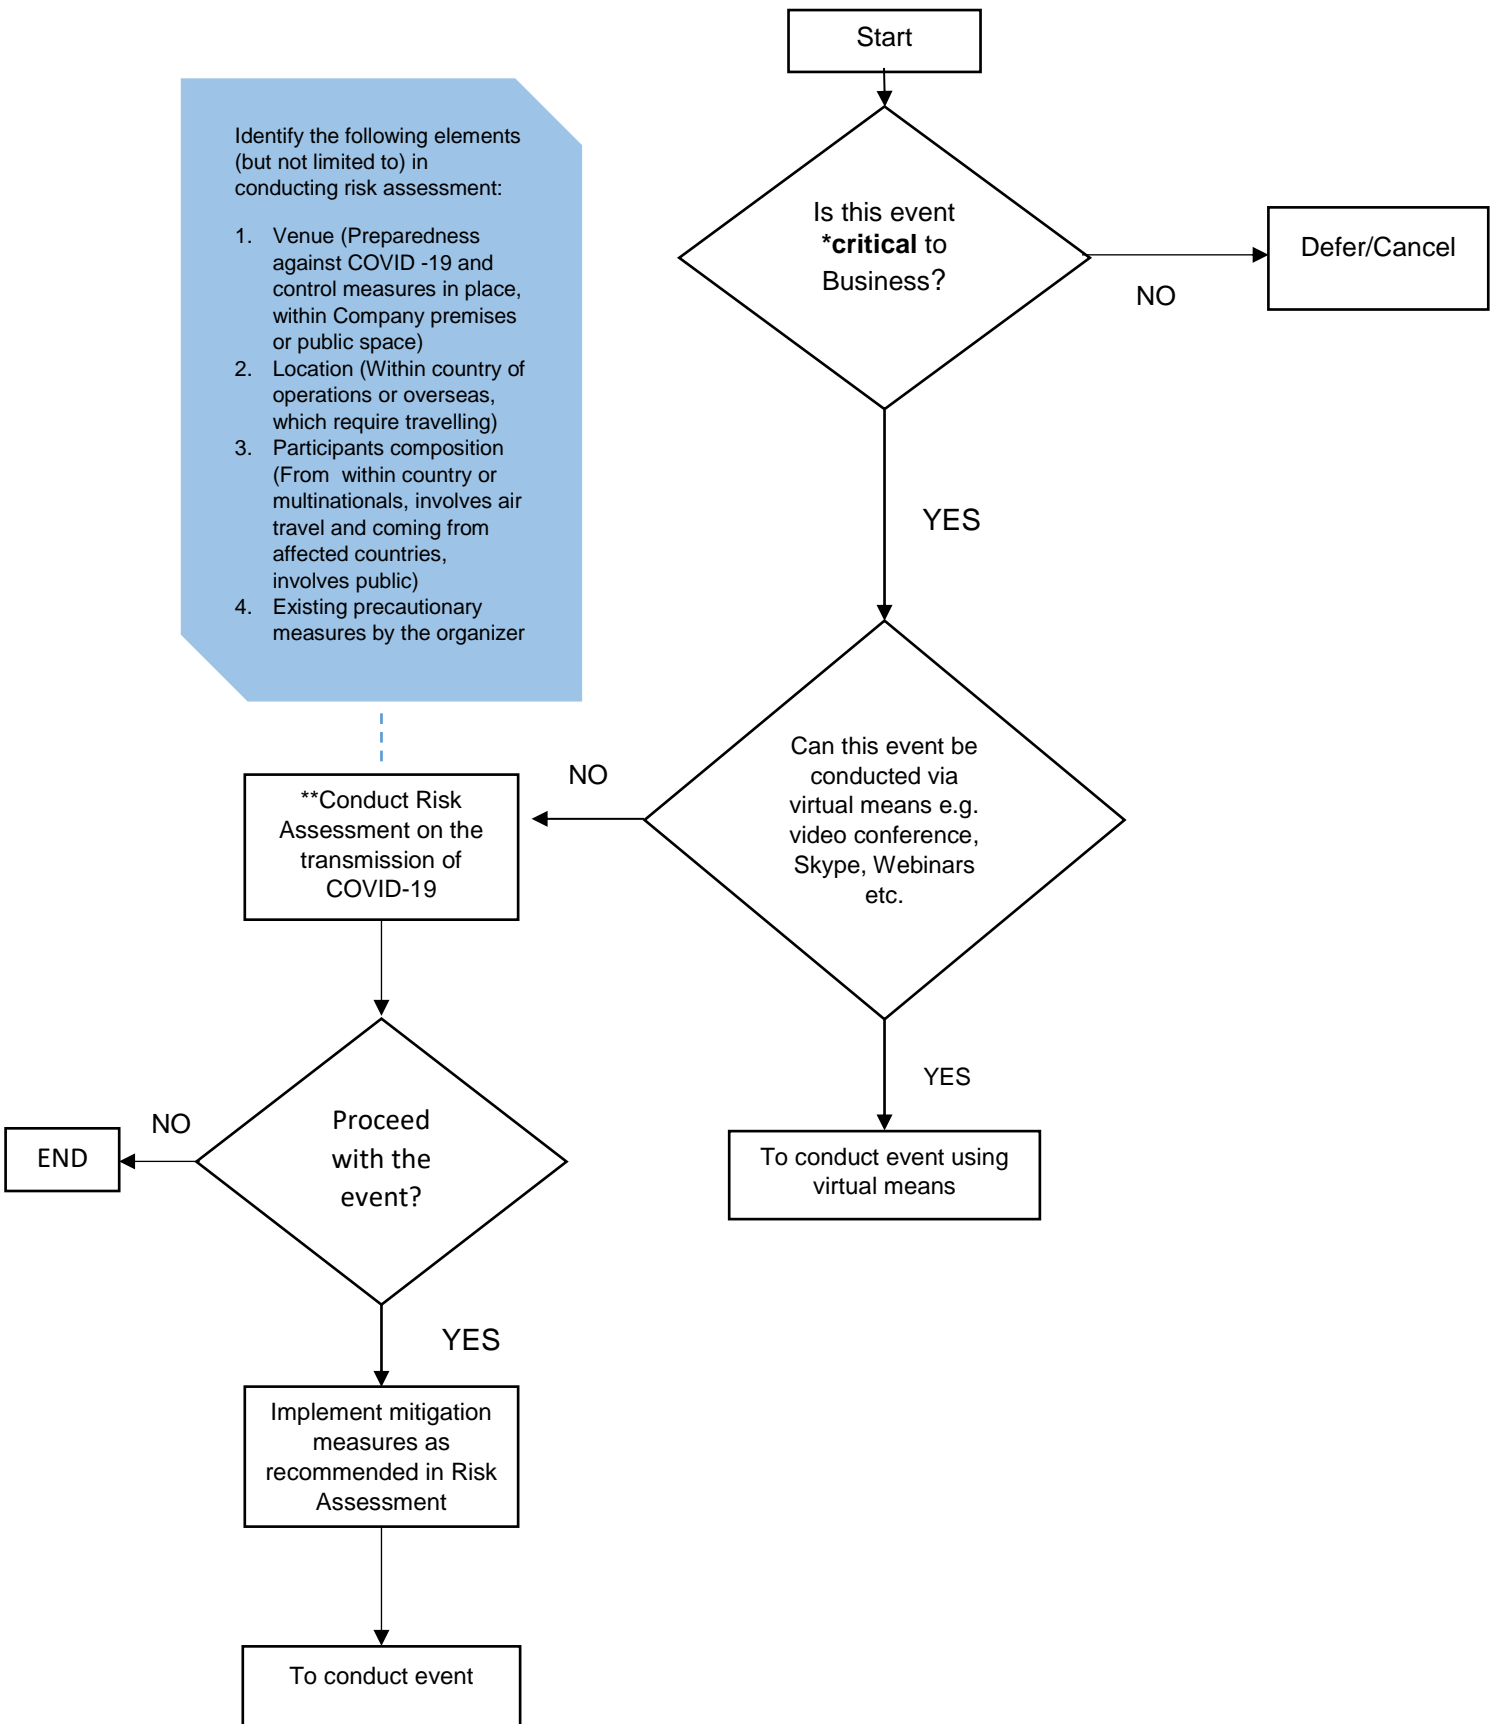 Start
Identify the following elements
(but not limited to) in
conducting risk assessment:
1. Venue (Preparedness
against COVID -19 and
control measures in place,
within Company premises
or public space)
2. Location (Within country of
operations or overseas,
which require travelling)
3. Participants composition
(From within country or
multinationals, involves air
travel and coming from
affected countries,
involves public)
4. Existing precautionary
measures by the organizer
Is this event
*critical to
Business?
NO
Defer/Cancel
YES
Can this event be
conducted via
virtual means e.g.
video conference,
Skype, Webinars
etc.
NO
**Conduct Risk
Assessment on the
transmission of
COVID-19
YES
To conduct event using
virtual means
Proceed
with the
event?
NO
END
YES
Implement mitigation
measures as
recommended in Risk
Assessment
To conduct event